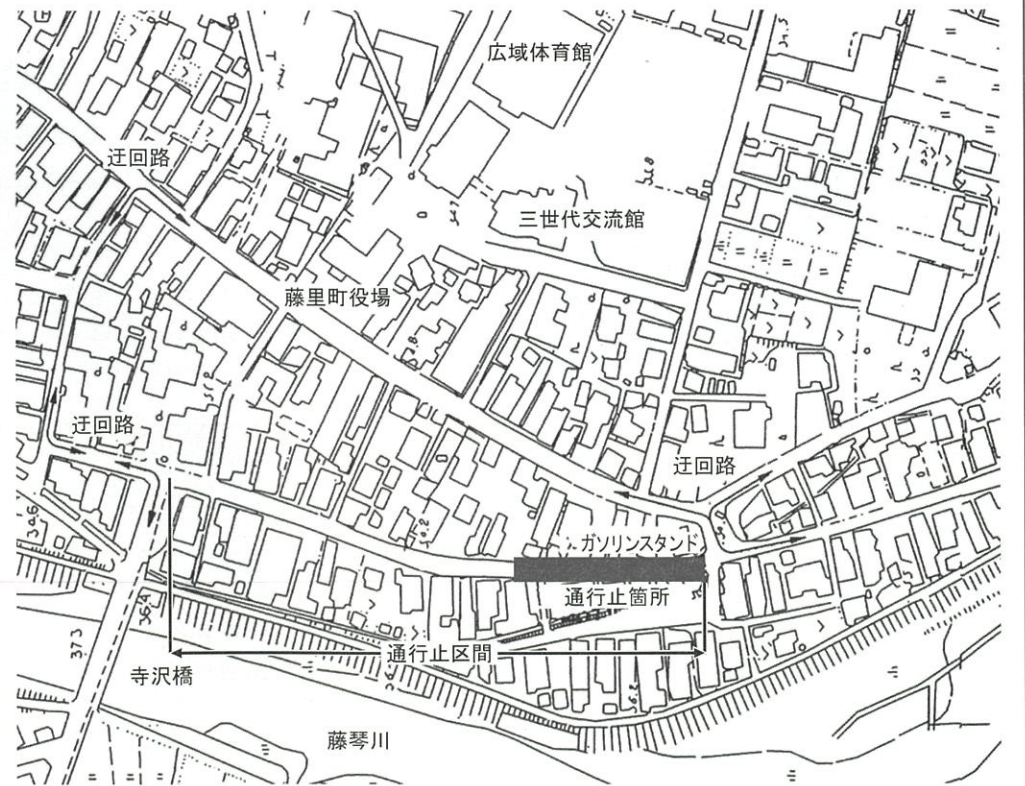 広域体育館
迂回路
三世代交流館
藤里町役場
迂回路
迂回路
ガソリンスタンド
通行止箇所
通行止区間
寺沢橋
藤琴川
37.3